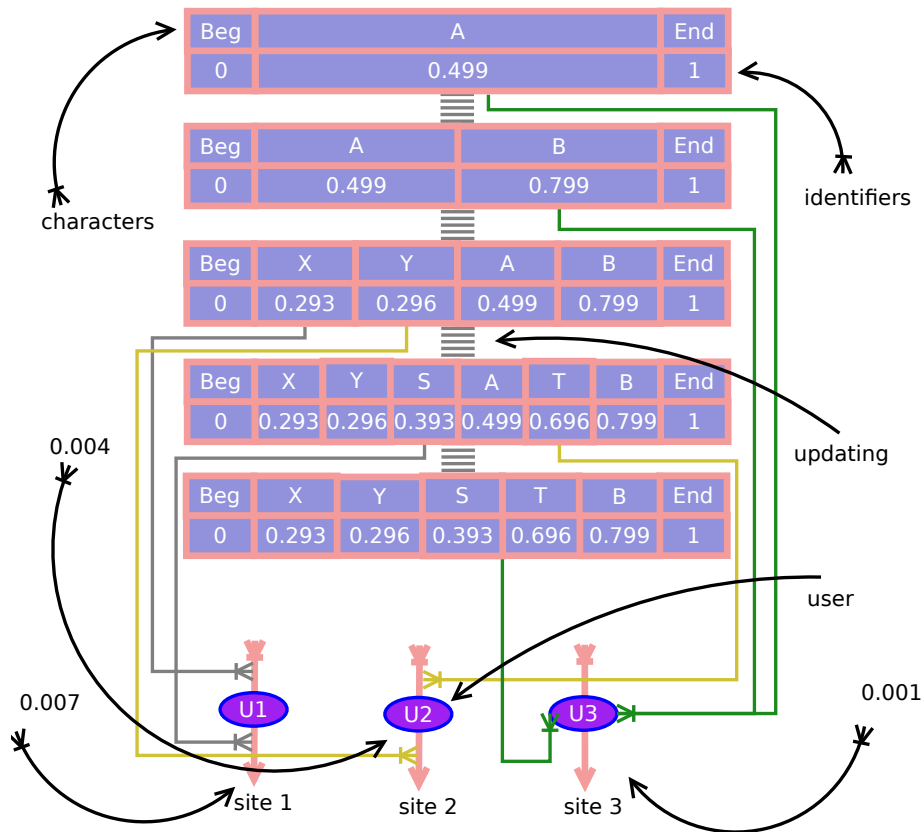 Beg A End
0 0.499 1
characters
identifiers
Beg A B End
0 0.499 0.799 1
Beg X Y A B End
0 0.293 0.296 0.499 0.799 1
Beg X Y S A T B End
0 0.293 0.296 0.393 0.499 0.696 0.799 1
0.004
updating
Beg X Y S T B End
0 0.293 0.296 0.393 0.696 0.799 1
user
0.007
0.001
U1 U2 U3
site 1 site 2 site 3